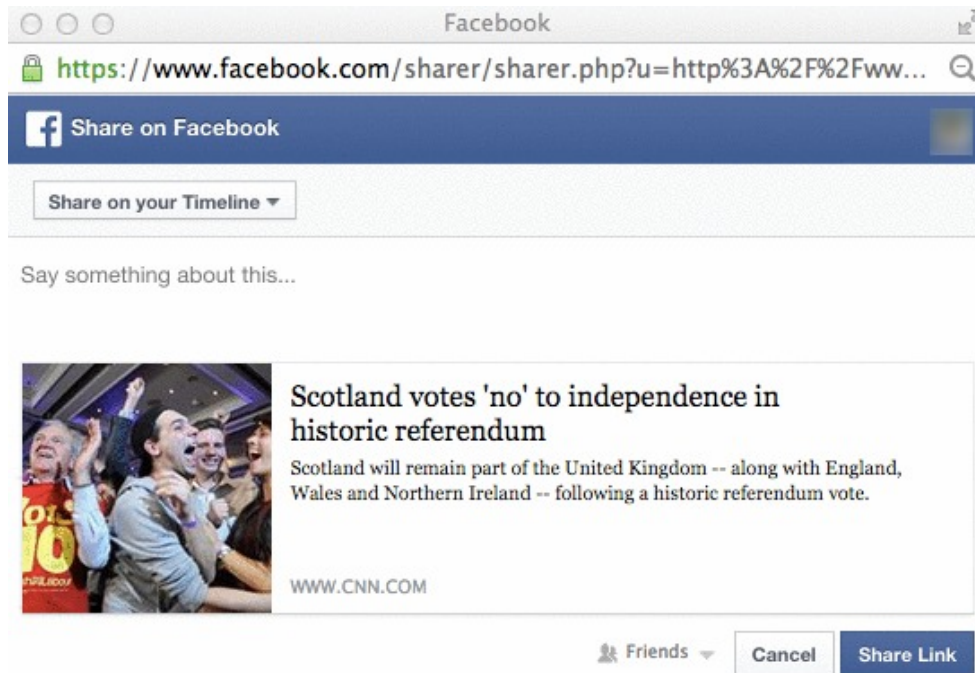 Facebook
https://www.facebook.com/sharer/sharer.php?u=http%3A%2F%2Fww...
f Share on Facebook
Share on your Timeline
Say something about this...
Scotland votes 'no' to independence in
historic referendum
Scotland will remain part of the United Kingdom -- along with England,
Wales and Northern Ireland -- following a historic referendum vote.
NO
WWW.CNN.COM
Friends
Cancel
Share Link